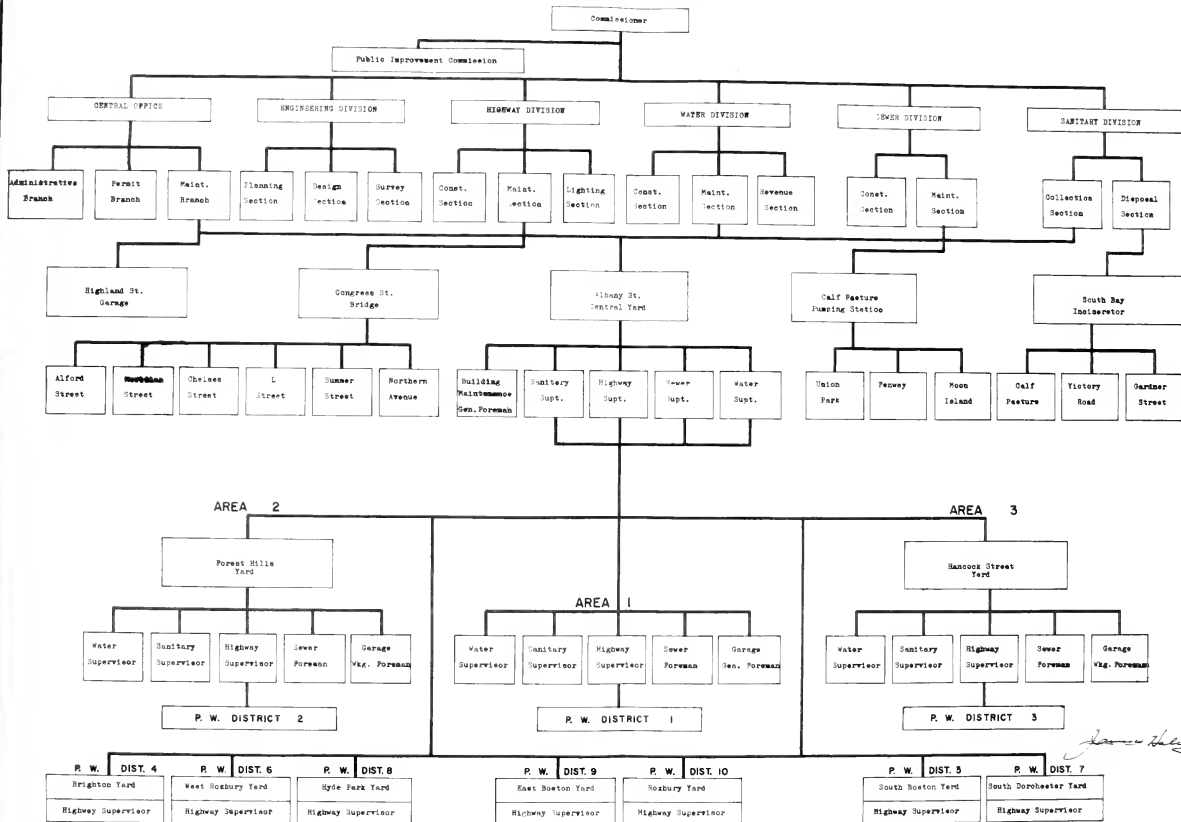 Commissioner
Public Improvement Commission
CENTRAL OFFICE
ENGINEERING DIVISION
HIGHWAY DIVISION
WATER DIVISION
SEWER DIVISION
SANITARY DIVISION
Administrative
Branch
Permit
Branch
Maint.
Branch
Planning
Section
Design
Section
Survey
Section
Const.
Section
Maint.
Section
Lighting
Section
Const.
Section
Maint.
Section
Revenue
Section
Const.
Section
Maint.
Section
Collection
Section
Disposal
Section
Highland St.
Garage
Congress St.
Bridge
Albany St.
Central Yard
Calf Pasture
Pumping Station
South Bay
Incinerator
Alford
Street
Meridian
Street
Chelsea
Street
L
Street
Summer
Street
Northern
Avenue
Building
Maintenance
Gen. Foreman
Sanitary
Supt.
Highway
Supt.
Sewer
Supt.
Water
Supt.
Union
Park
Fenway
Moon
Island
Calf
Pasture
Victory
Road
Gardner
Street
AREA 2
AREA 3
Forest Hills
Yard
Hancock Street
Yard
AREA 1
Water
Supervisor
Sanitary
Supervisor
Highway
Supervisor
Sewer
Foreman
Garage
Wkg. Foreman
Water
Supervisor
Sanitary
Supervisor
Highway
Supervisor
Sewer
Foreman
Garage
Gen. Foreman
Water
Supervisor
Sanitary
Supervisor
Highway
Supervisor
Sewer
Foreman
Garage
Wkg. Foreman
P. W. DISTRICT 2
P. W. DISTRICT 1
P. W. DISTRICT 3
P. W. DIST. 4
Brighton Yard
Highway Supervisor
P. W. DIST. 6
West Roxbury Yard
Highway Supervisor
P. W. DIST. 8
Hyde Park Yard
Highway Supervisor
P. W. DIST. 9
East Boston Yard
Highway Supervisor
P. W. DIST. 10
Roxbury Yard
Highway Supervisor
P. W. DIST. 5
South Boston Yard
Highway Supervisor
P. W. DIST. 7
South Dorchester Yard
Highway Supervisor